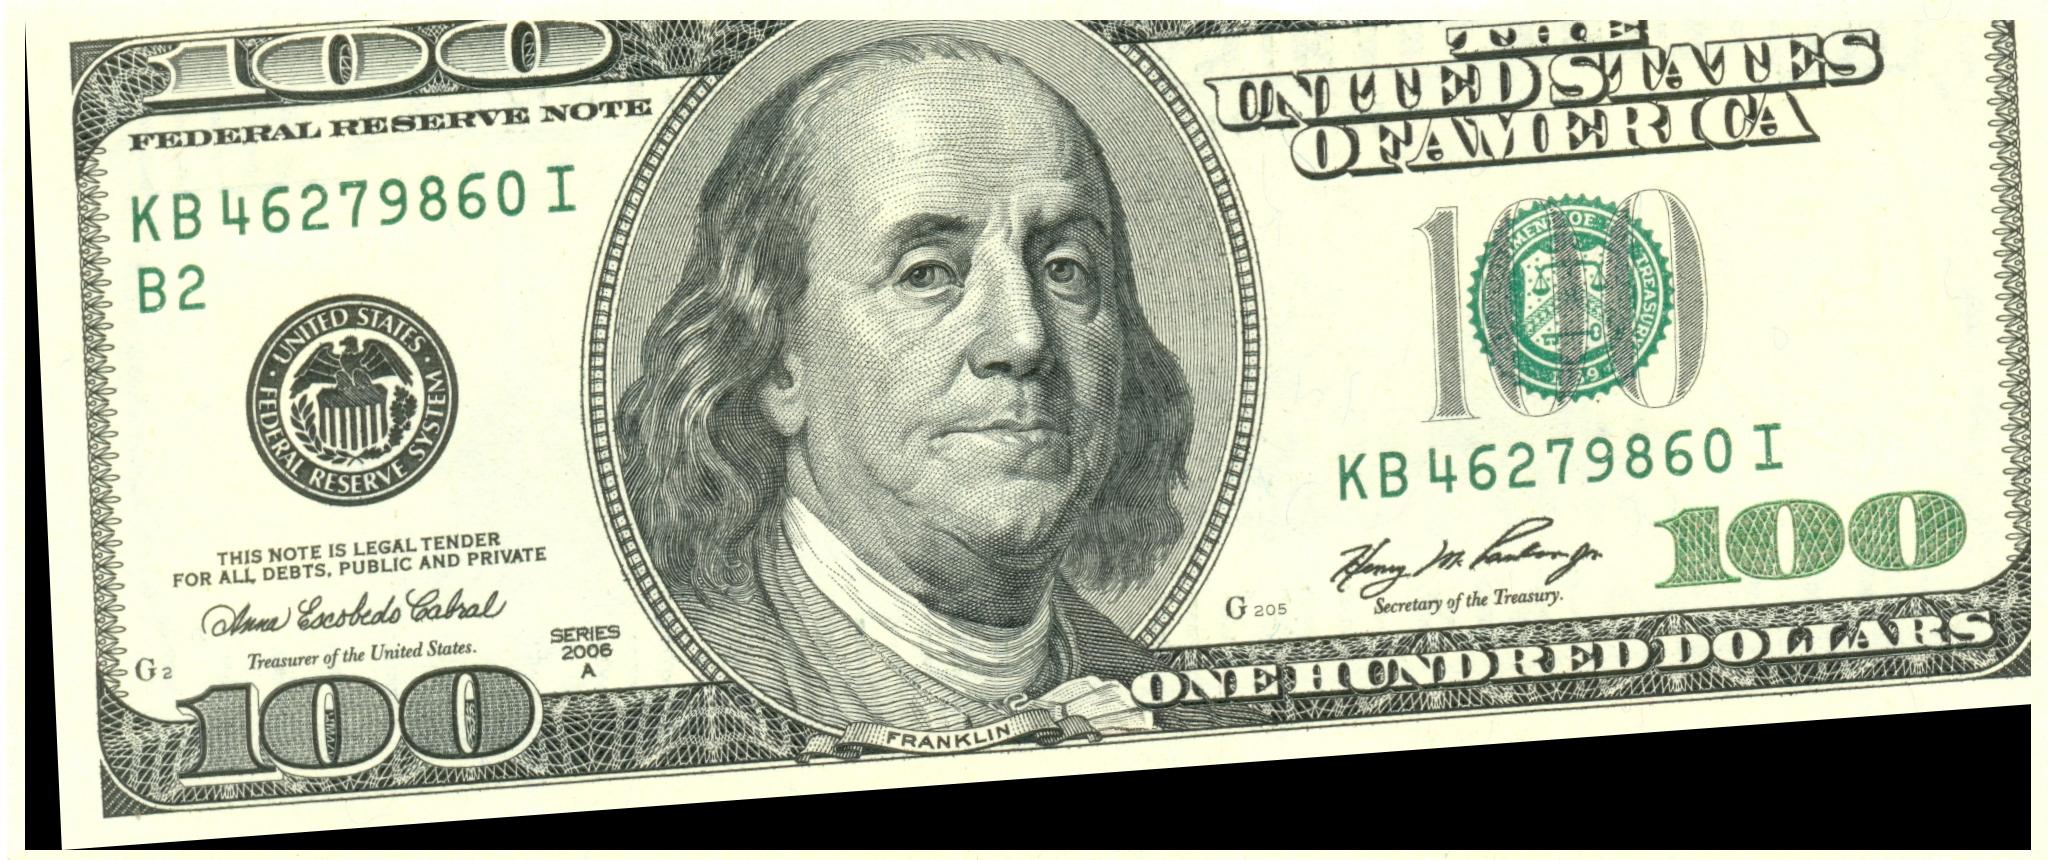 100
THE
UNITED STATES
OF AMERICA
FEDERAL RESERVE NOTE
KB 46279860 I
B2
UNITED STATES
FEDERAL RESERVE SYSTEM
100
KB 46279860 I
THIS NOTE IS LEGAL TENDER
FOR ALL DEBTS, PUBLIC AND PRIVATE
Anna Escobedo Cabral
Treasurer of the United States.
SERIES
2006
A
G2
100
FRANKLIN
G 205
Henry M. Paulson Jr.
Secretary of the Treasury.
100
ONE HUNDRED DOLLARS